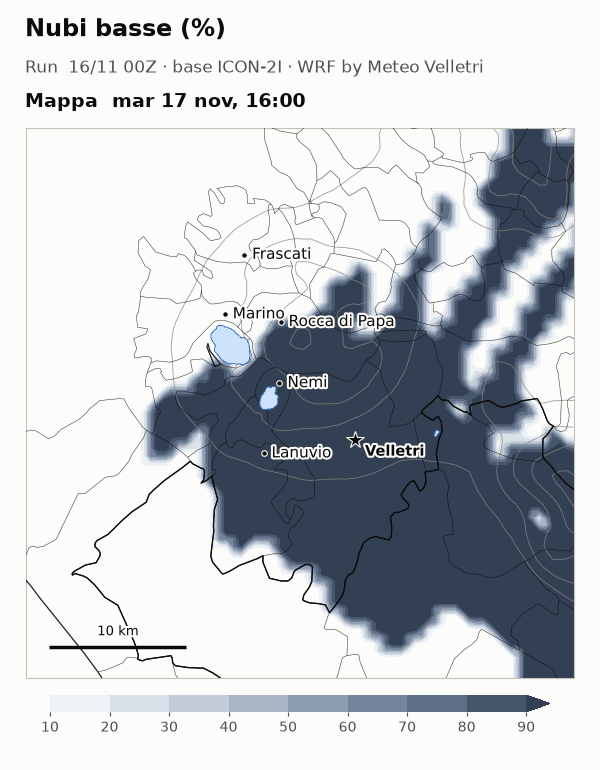 Nubi basse (%)
Run  16/11 00Z · base ICON-2I · WRF by Meteo Velletri
Mappa  mar 17 nov, 16:00
Frascati
Marino
Rocca di Papa
Nemi
Velletri
Lanuvio
10 km
10 20 30 40 50 60 70 80 90